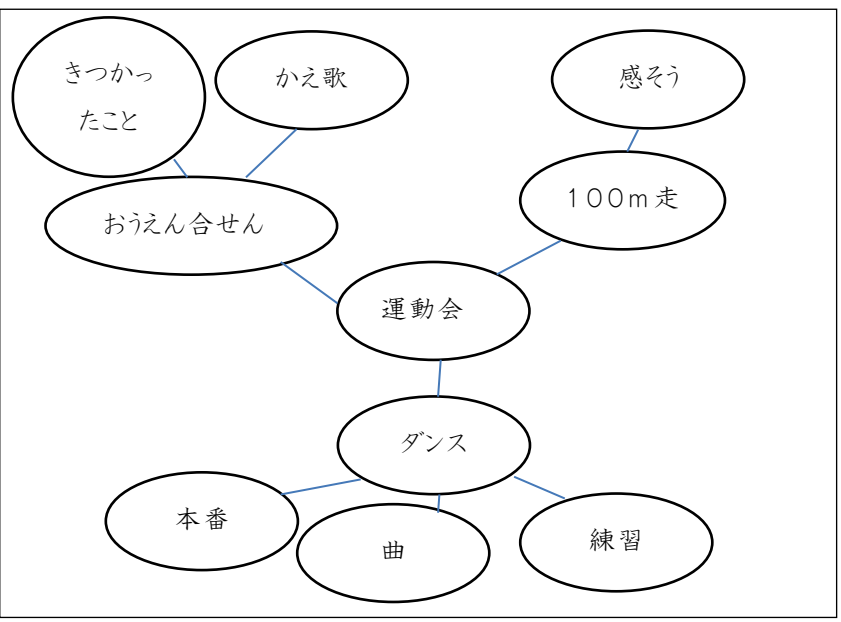 きつかっ
たこと
かえ歌
感そう
おうえん合せん
100m走
運動会
ダンス
本番
曲
練習